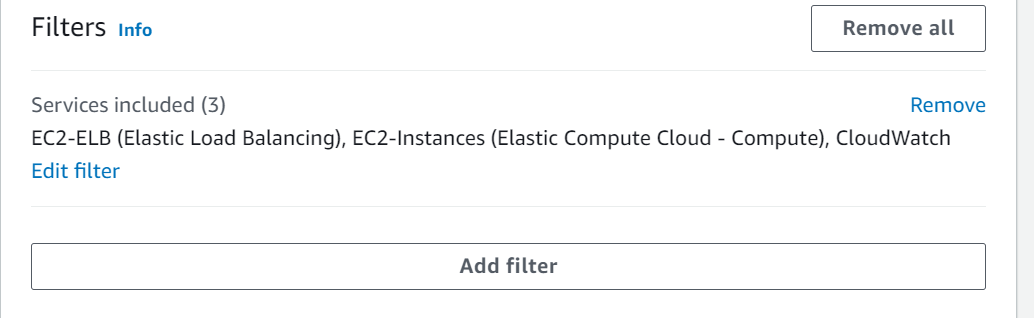 Filters Info
Remove all
Services included (3)
Remove
EC2-ELB (Elastic Load Balancing), EC2-Instances (Elastic Compute Cloud - Compute), CloudWatch
Edit filter
Add filter